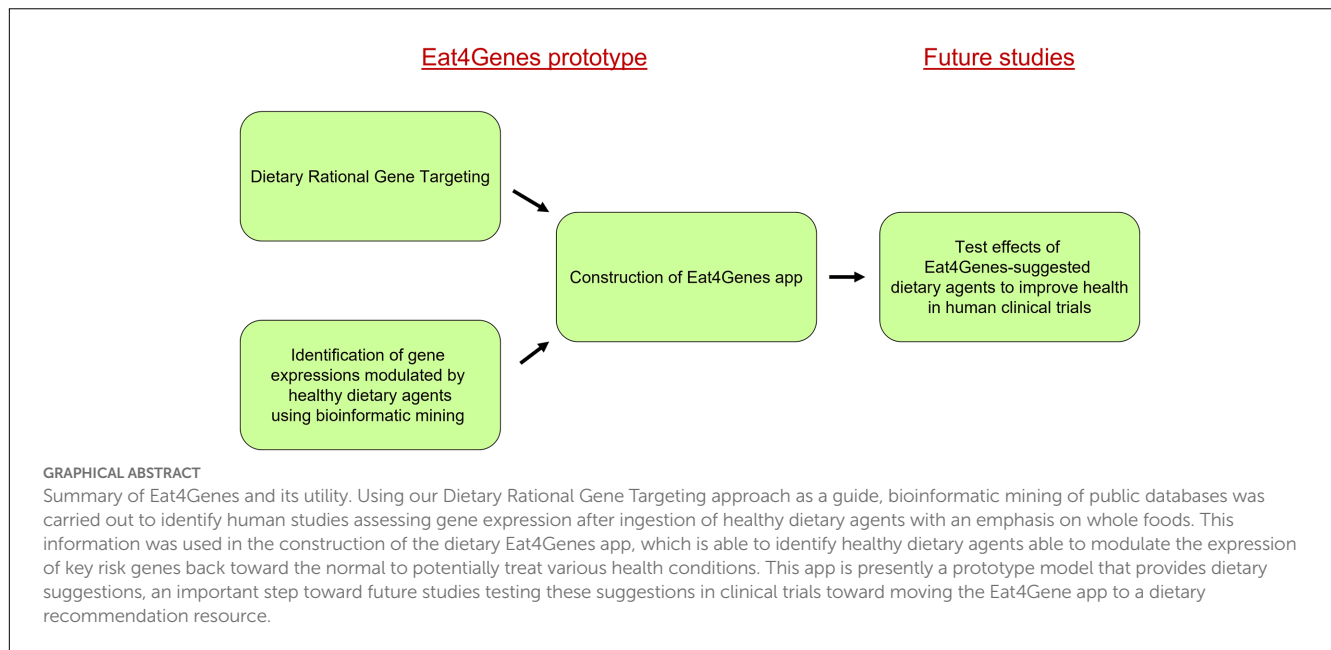 Eat4Genes prototype
Future studies
Dietary Rational Gene Targeting
Identification of gene
expressions modulated by
healthy dietary agents
using bioinformatic mining
Construction of Eat4Genes app
Test effects of
Eat4Genes-suggested
dietary agents to improve health
in human clinical trials
GRAPHICAL ABSTRACT
Summary of Eat4Genes and its utility. Using our Dietary Rational Gene Targeting approach as a guide, bioinformatic mining of public databases was
carried out to identify human studies assessing gene expression after ingestion of healthy dietary agents with an emphasis on whole foods. This
information was used in the construction of the dietary Eat4Genes app, which is able to identify healthy dietary agents able to modulate the expression
of key risk genes back toward the normal to potentially treat various health conditions. This app is presently a prototype model that provides dietary
suggestions, an important step toward future studies testing these suggestions in clinical trials toward moving the Eat4Gene app to a dietary
recommendation resource.